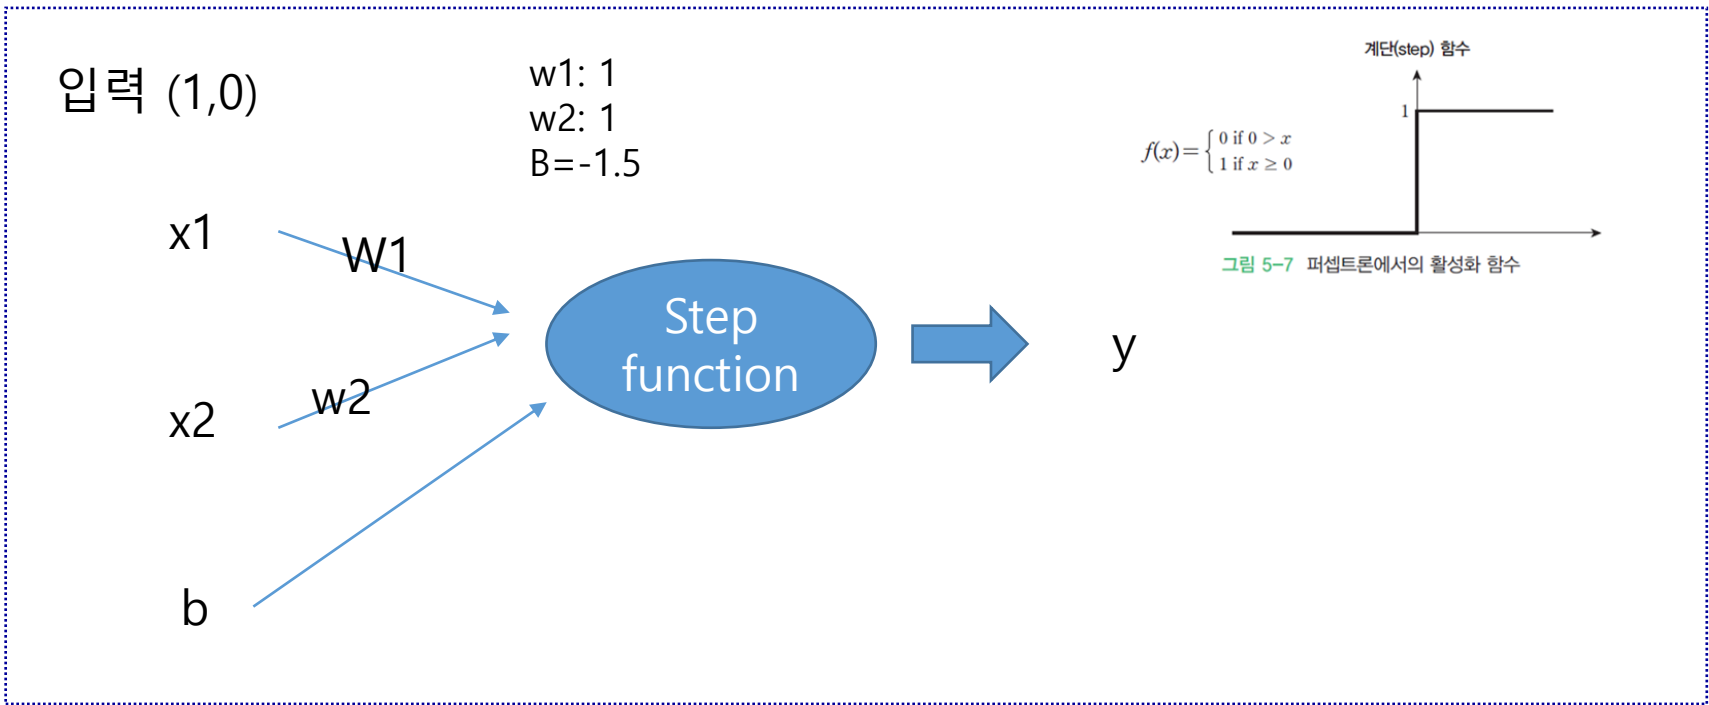 입력 (1,0)
w1: 1
w2: 1
B=-1.5
계단(step) 함수
1
f(x)= { 0 if 0 > x
1 if x ≥ 0
그림 5-7 퍼셉트론에서의 활성화 함수
x1
W1
Step
function
y
w2
x2
b